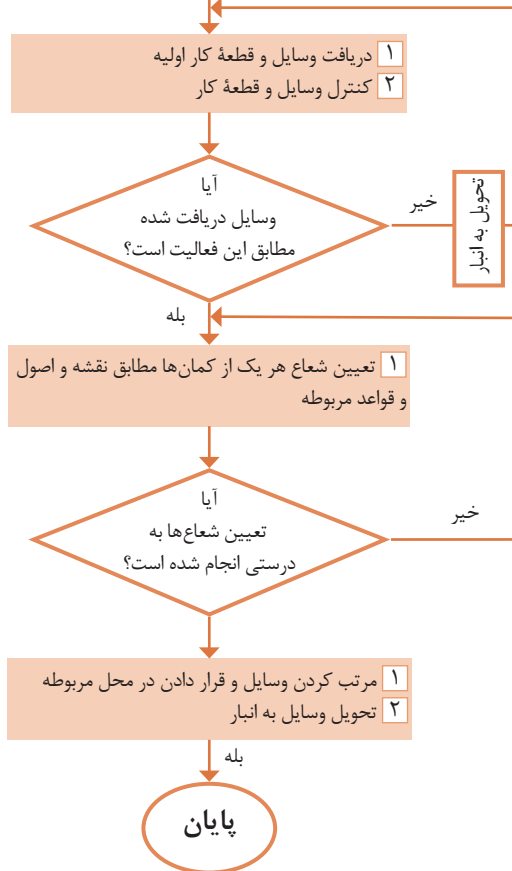 ۱ دریافت وسایل و قطعهٔ کار اولیه
۲ کنترل وسایل و قطعهٔ کار
آیا
وسایل دریافت شده
مطابق این فعالیت است؟
خیر
تحویل به انبار
بله
۱ تعیین شعاع هر یک از کمان‌ها مطابق نقشه و اصول
و قواعد مربوطه
آیا
تعیین شعاع‌ها به
درستی انجام شده است؟
خیر
۱ مرتب کردن وسایل و قرار دادن در محل مربوطه
۲ تحویل وسایل به انبار
بله
پایان